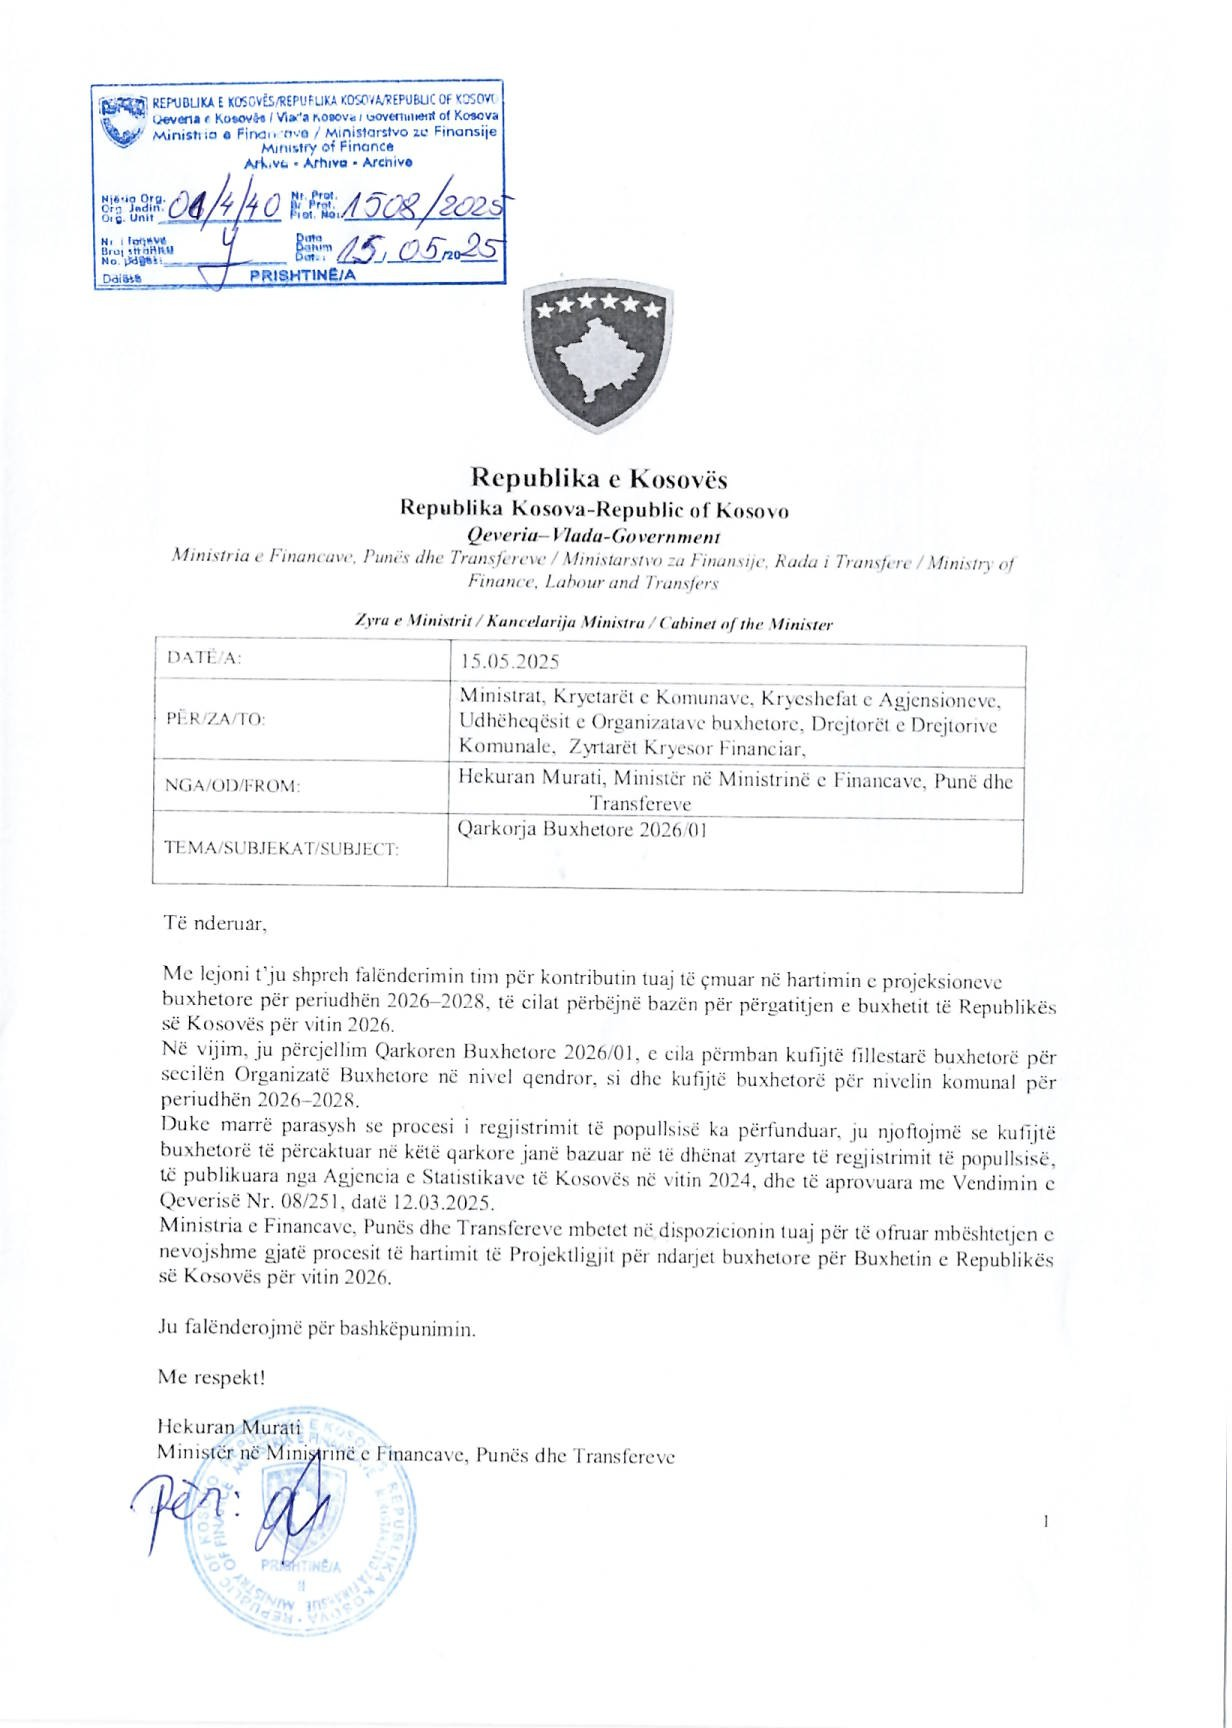 REPUBLIKA E KOSOVËS/REPUBLIKA KOSOVA/REPUBLIC OF KOSOVO
Qeveria e Kosovës / Vlada Kosova / Government of Kosova
Ministria e Financave / Ministarstvo za Finansije
Ministry of Finance
Arkiva - Arhiva - Archive
Njësia Org.
Org Jedin.
Org. Unit
01/4/40
Nr. Prot.
Br Prot.
Prot. No:
1508/2025
Nr i faqeve
Broj stranica
No. pages:
Data
Datum
Date:
15.05.2025
PRISHTINË/A
Republika e Kosovës
Republika Kosova-Republic of Kosovo
Qeveria–Vlada-Government
Ministria e Financave, Punës dhe Transfereve / Ministarstvo za Finansije, Rada i Transfere / Ministry of
Finance, Labour and Transfers
Zyra e Ministrit / Kancelarija Ministra / Cabinet of the Minister
DATË/A:
15.05.2025
PËR/ZA/TO:
Ministrat, Kryetarët e Komunave, Kryeshefat e Agjensioneve,
Udhëheqësit e Organizatave buxhetore, Drejtorët e Drejtorive
Komunale, Zyrtarët Kryesor Financiar,
NGA/OD/FROM:
Hekuran Murati, Ministër në Ministrinë e Financave, Punë dhe
Transfereve
TEMA/SUBJEKAT/SUBJECT:
Qarkorja Buxhetore 2026/01
Të nderuar,
Me lejoni t’ju shpreh falënderimin tim për kontributin tuaj të çmuar në hartimin e projeksioneve
buxhetore për periudhën 2026–2028, të cilat përbëjnë bazën për përgatitjen e buxhetit të Republikës
së Kosovës për vitin 2026.
Në vijim, ju përcjellim Qarkoren Buxhetore 2026/01, e cila përmban kufijtë fillestarë buxhetorë për
secilën Organizatë Buxhetore në nivel qendror, si dhe kufijtë buxhetorë për nivelin komunal për
periudhën 2026–2028.
Duke marrë parasysh se procesi i regjistrimit të popullsisë ka përfunduar, ju njoftojmë se kufijtë
buxhetorë të përcaktuar në këtë qarkore janë bazuar në të dhënat zyrtare të regjistrimit të popullsisë,
të publikuara nga Agjencia e Statistikave të Kosovës në vitin 2024, dhe të aprovuara me Vendimin e
Qeverisë Nr. 08/251, datë 12.03.2025.
Ministria e Financave, Punës dhe Transfereve mbetet në dispozicionin tuaj për të ofruar mbështetjen e
nevojshme gjatë procesit të hartimit të Projektligjit për ndarjet buxhetore për Buxhetin e Republikës
së Kosovës për vitin 2026.
Ju falënderojmë për bashkëpunimin.
Me respekt!
Hekuran Murati
Ministër në Ministrinë e Financave, Punës dhe Transfereve
Për:
PRISHTINË/A
II
1